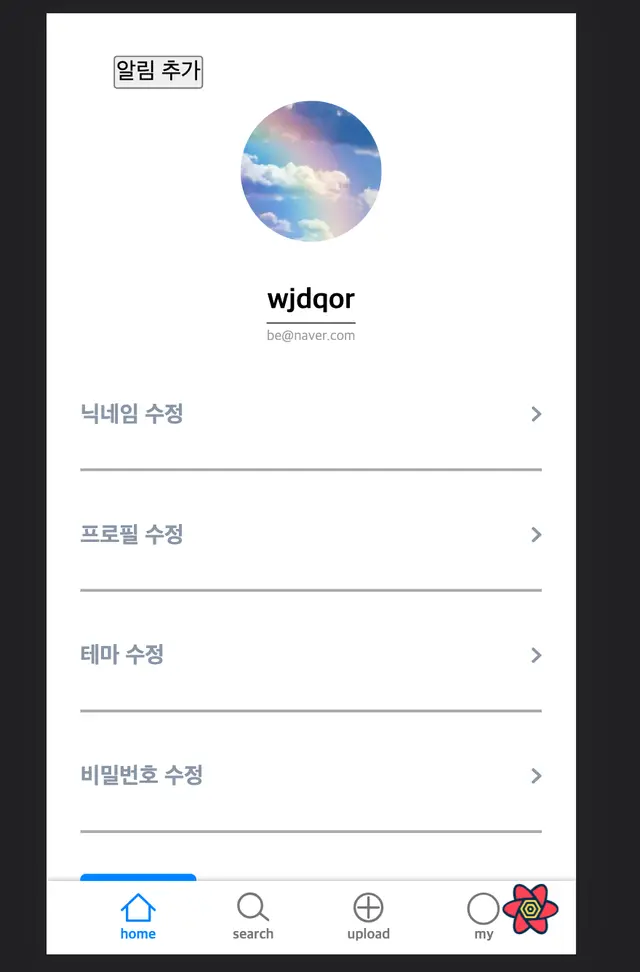 알림 추가
wjdqor
be@naver.com
닉네임 수정
프로필 수정
테마 수정
비밀번호 수정
home
search
upload
my